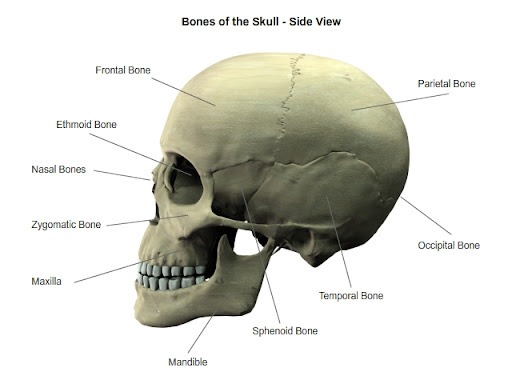 Bones of the Skull - Side View
Frontal Bone
Parietal Bone
Ethmoid Bone
Nasal Bones
Zygomatic Bone
Occipital Bone
Maxilla
Temporal Bone
Sphenoid Bone
Mandible